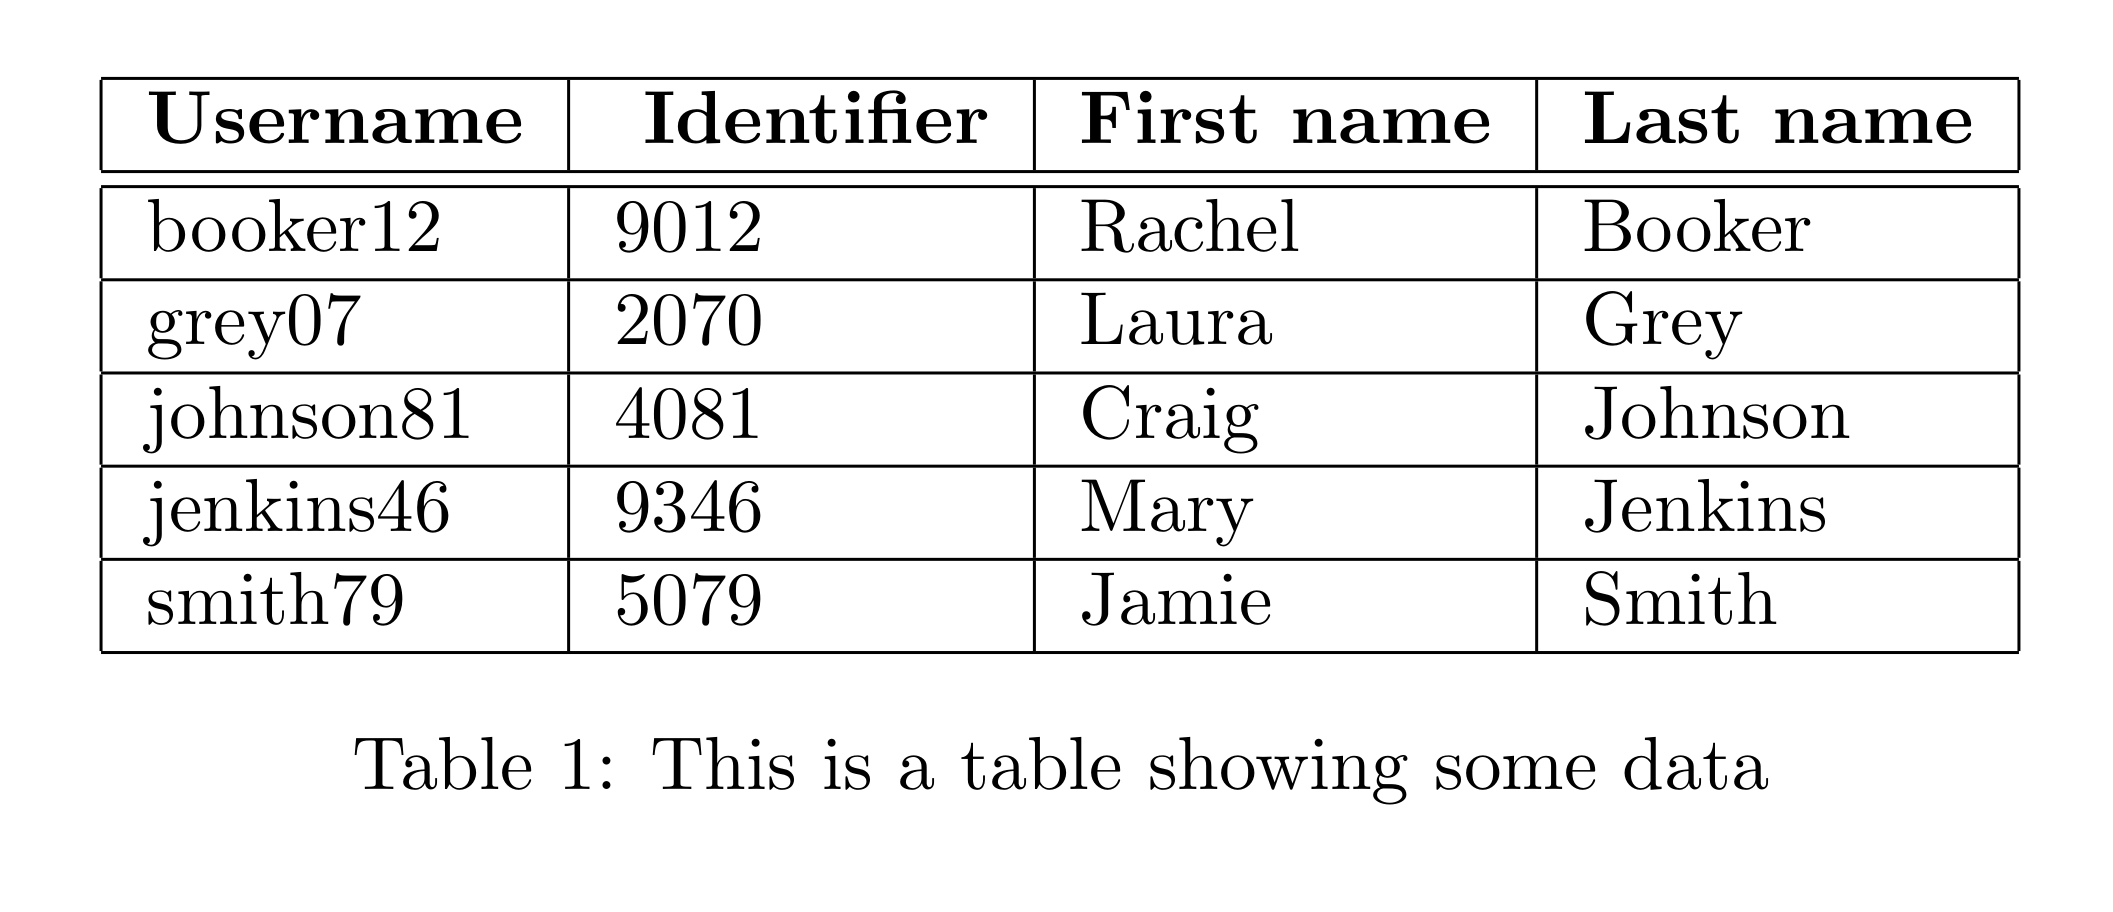 Username Identifier First name Last name
booker12 9012 Rachel Booker
grey07 2070 Laura Grey
johnson81 4081 Craig Johnson
jenkins46 9346 Mary Jenkins
smith79 5079 Jamie Smith
Table 1: This is a table showing some data